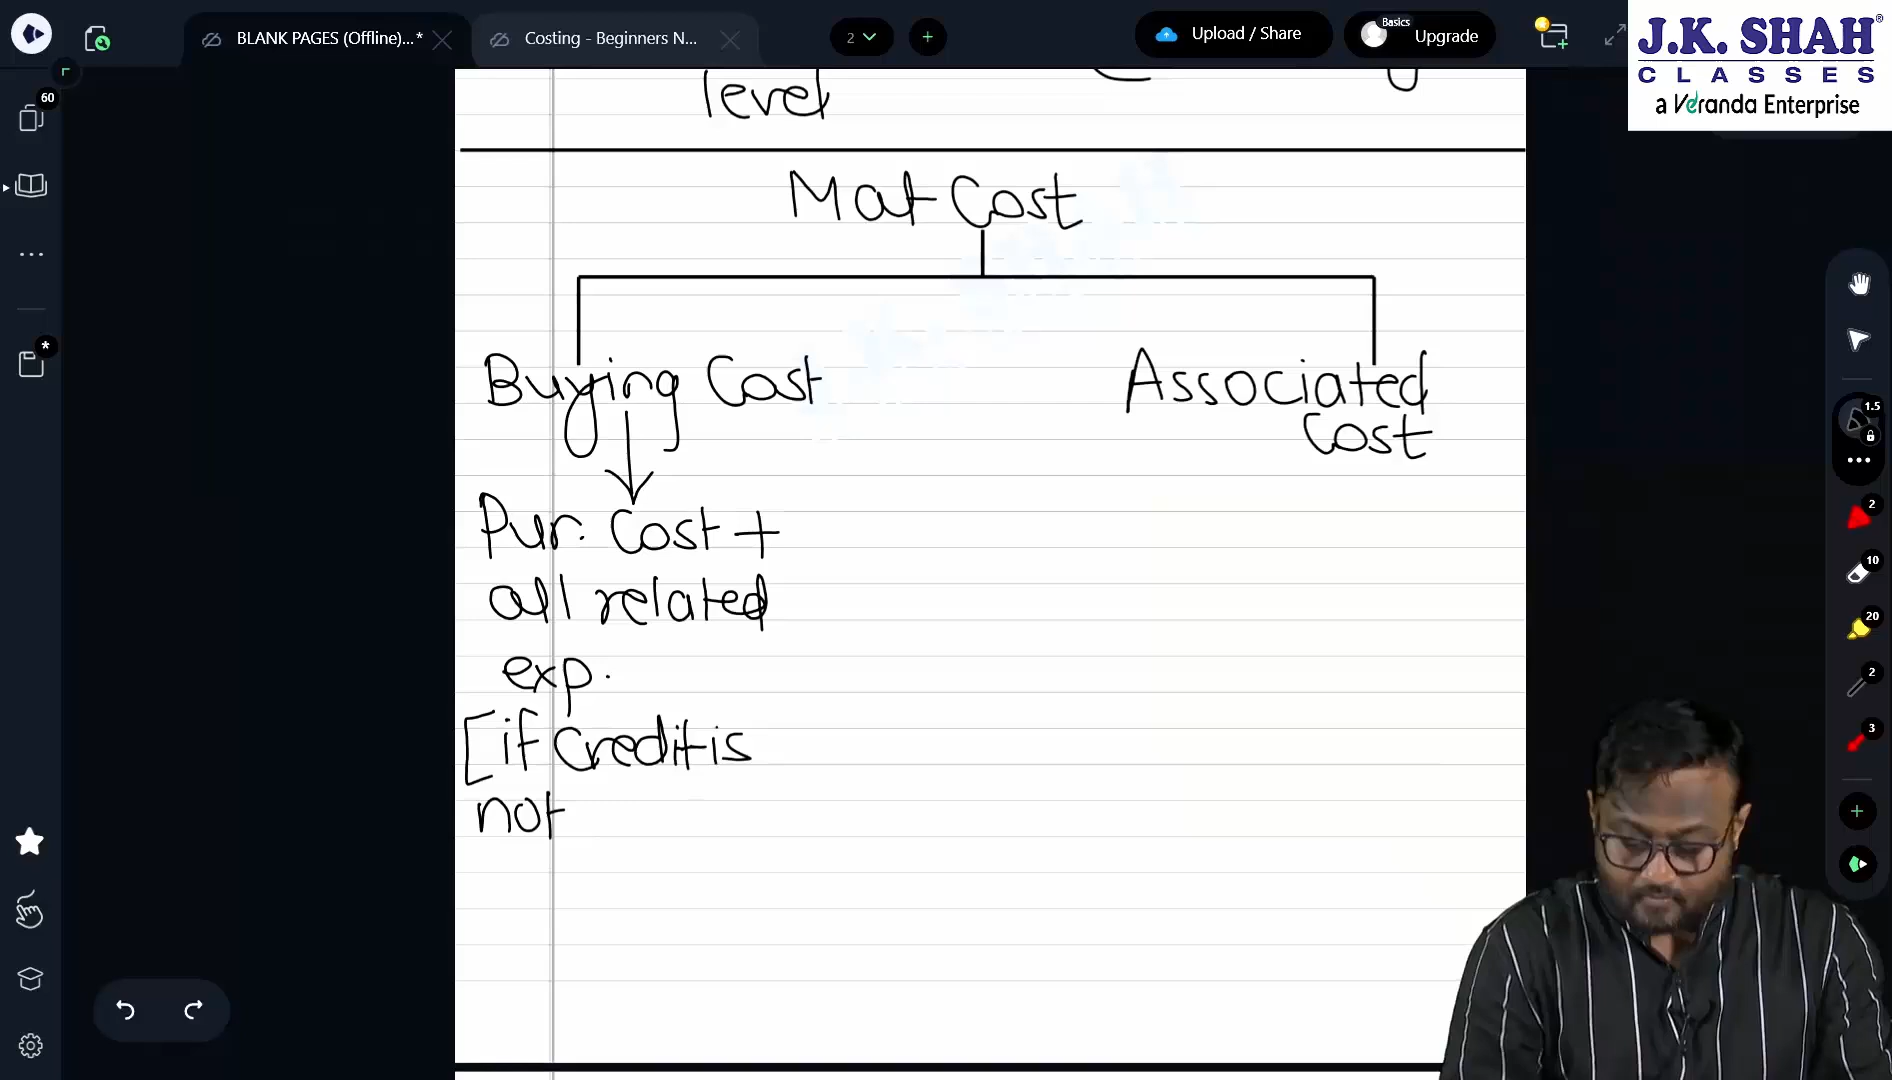 BLANK PAGES (Offline)...*
Costing - Beginners N...
2
Upload / Share
Basics
Upgrade
J.K. SHAH®
CLASSES
a Veranda Enterprise
60
level
Mat Cost
Buying Cost
Associated
Cost
Pur. Cost +
all related
exp.
[if Credit is
not
1.5
2
10
20
2
3